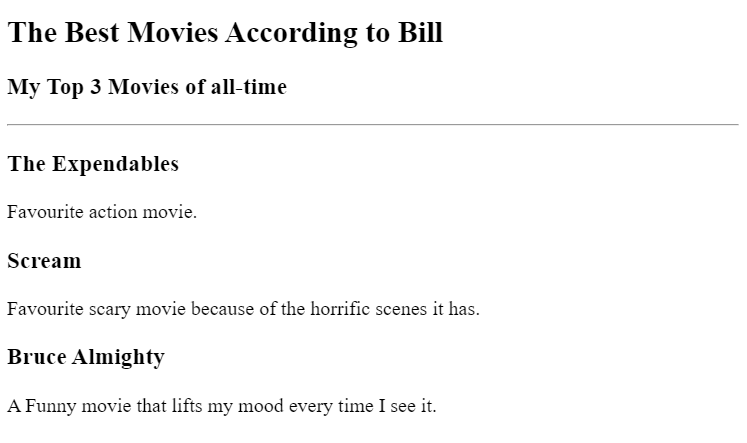 The Best Movies According to Bill
My Top 3 Movies of all-time
The Expendables
Favourite action movie.
Scream
Favourite scary movie because of the horrific scenes it has.
Bruce Almighty
A Funny movie that lifts my mood every time I see it.